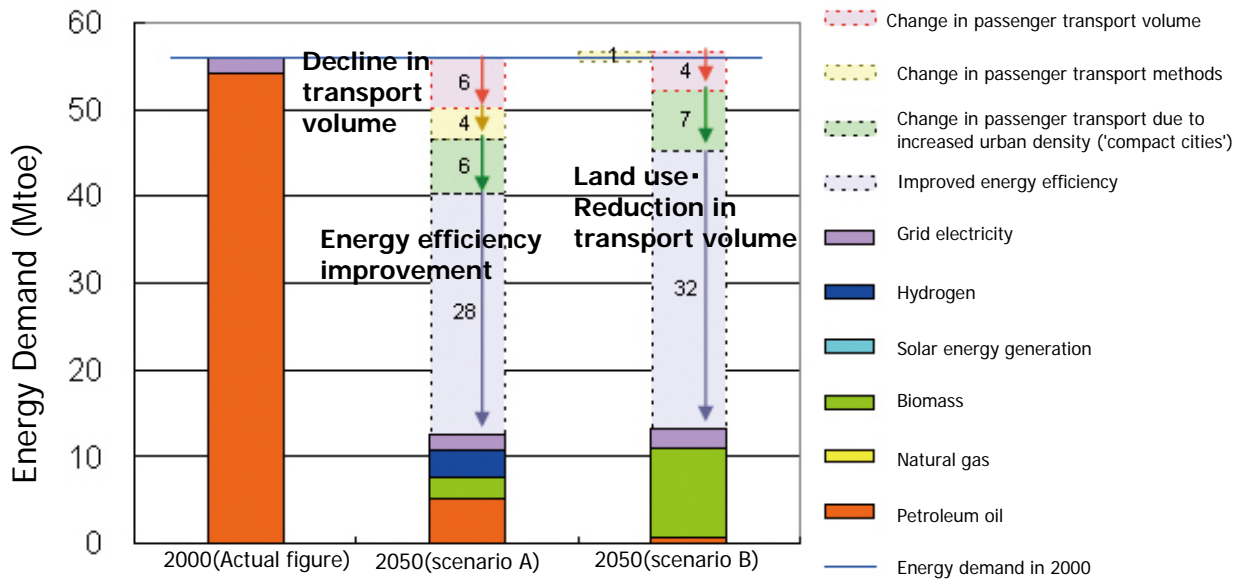 Energy Demand (Mtoe)
60
50
40
30
20
10
0
Decline in
transport
volume
Energy efficiency
improvement
Land use・
Reduction in
transport volume
6
4
6
28
1
4
7
32
2000(Actual figure)
2050(scenario A)
2050(scenario B)
Change in passenger transport volume
Change in passenger transport methods
Change in passenger transport due to
increased urban density ('compact cities')
Improved energy efficiency
Grid electricity
Hydrogen
Solar energy generation
Biomass
Natural gas
Petroleum oil
Energy demand in 2000